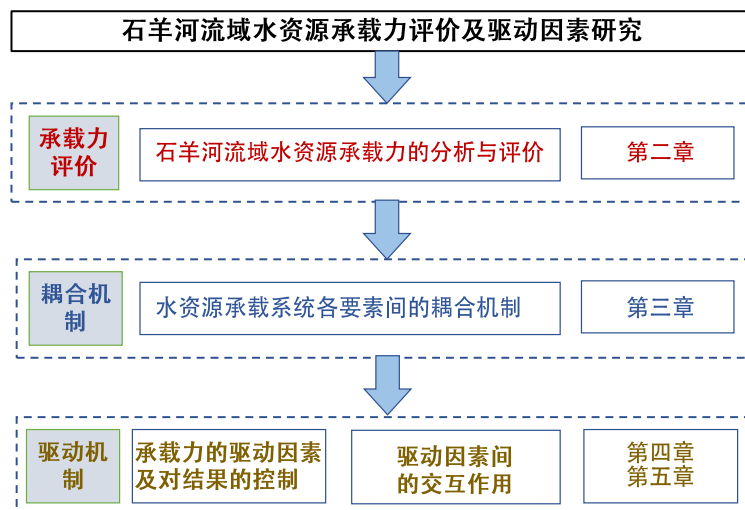 石羊河流域水资源承载力评价及驱动因素研究
承载力
评价
石羊河流域水资源承载力的分析与评价
第二章
耦合机
制
水资源承载系统各要素间的耦合机制
第三章
驱动机
制
承载力的驱动因素
及对结果的控制
驱动因素间
的交互作用
第四章
第五章